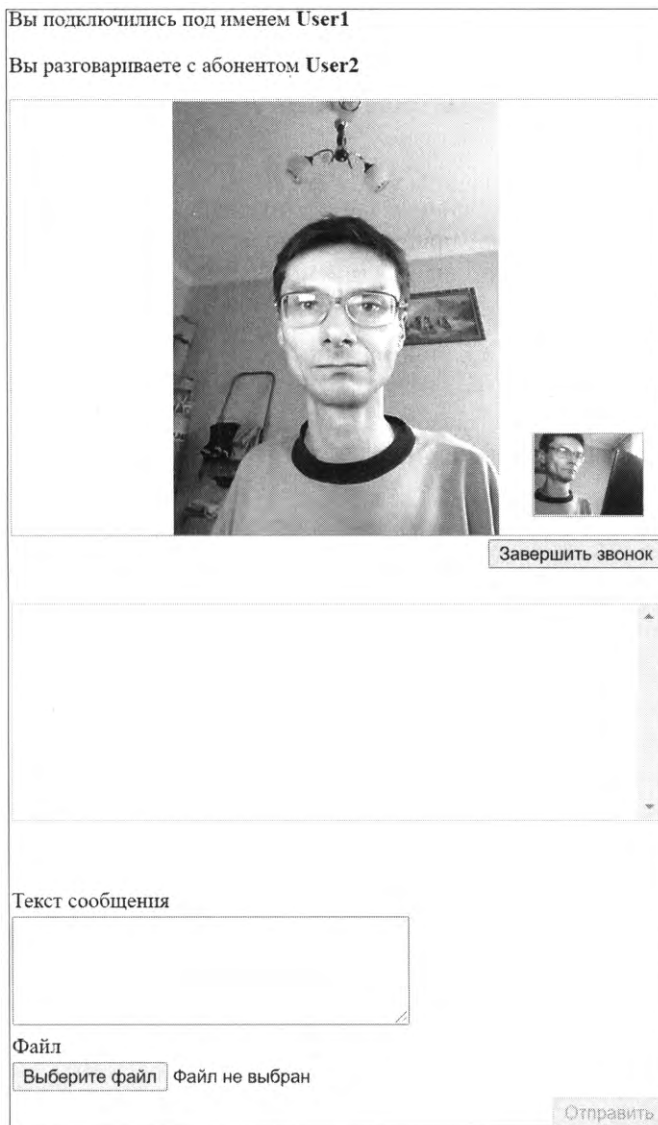 Вы подключились под именем User1
Вы разговариваете с абонентом User2
Завершить звонок
Текст сообщения
Файл
Выберите файл Файл не выбран
Отправить